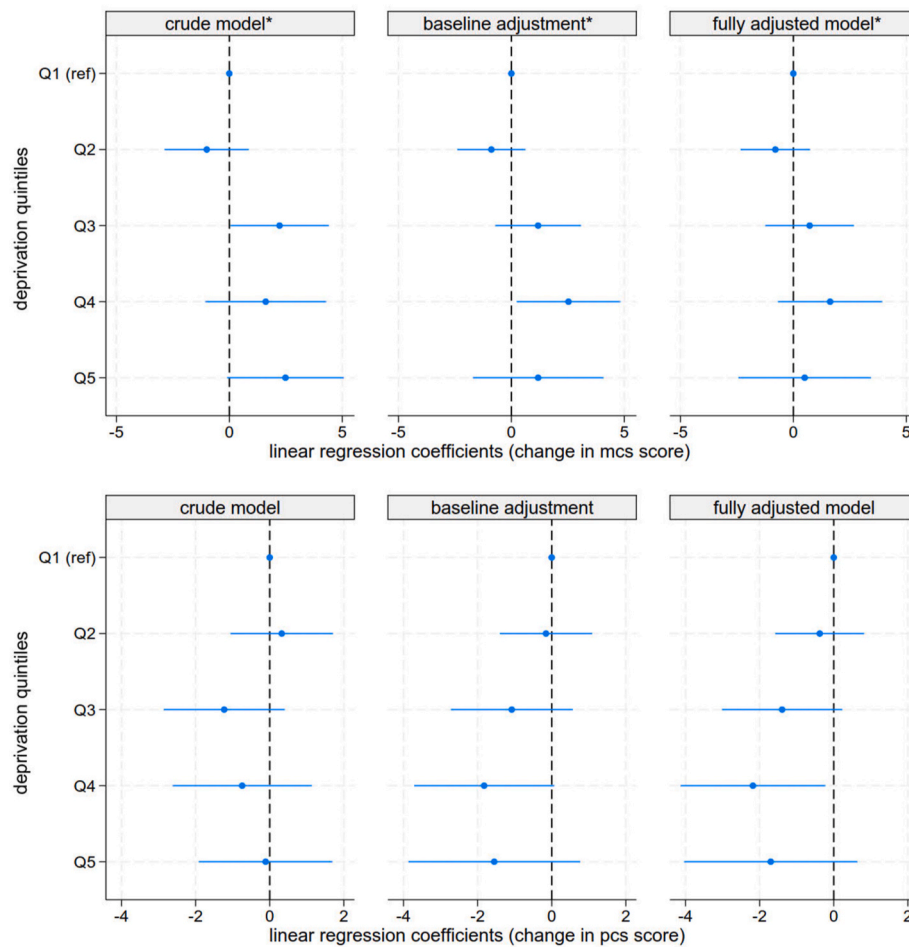 crude model* baseline adjustment* fully adjusted model*
Q1 (ref)
Q2
Q3
Q4
Q5
deprivation quintiles
-5 0 5 -5 0 5 -5 0 5
linear regression coefficients (change in mcs score)
crude model baseline adjustment fully adjusted model
Q1 (ref)
Q2
Q3
Q4
Q5
deprivation quintiles
-4 -2 0 2 -4 -2 0 2 -4 -2 0 2
linear regression coefficients (change in pcs score)